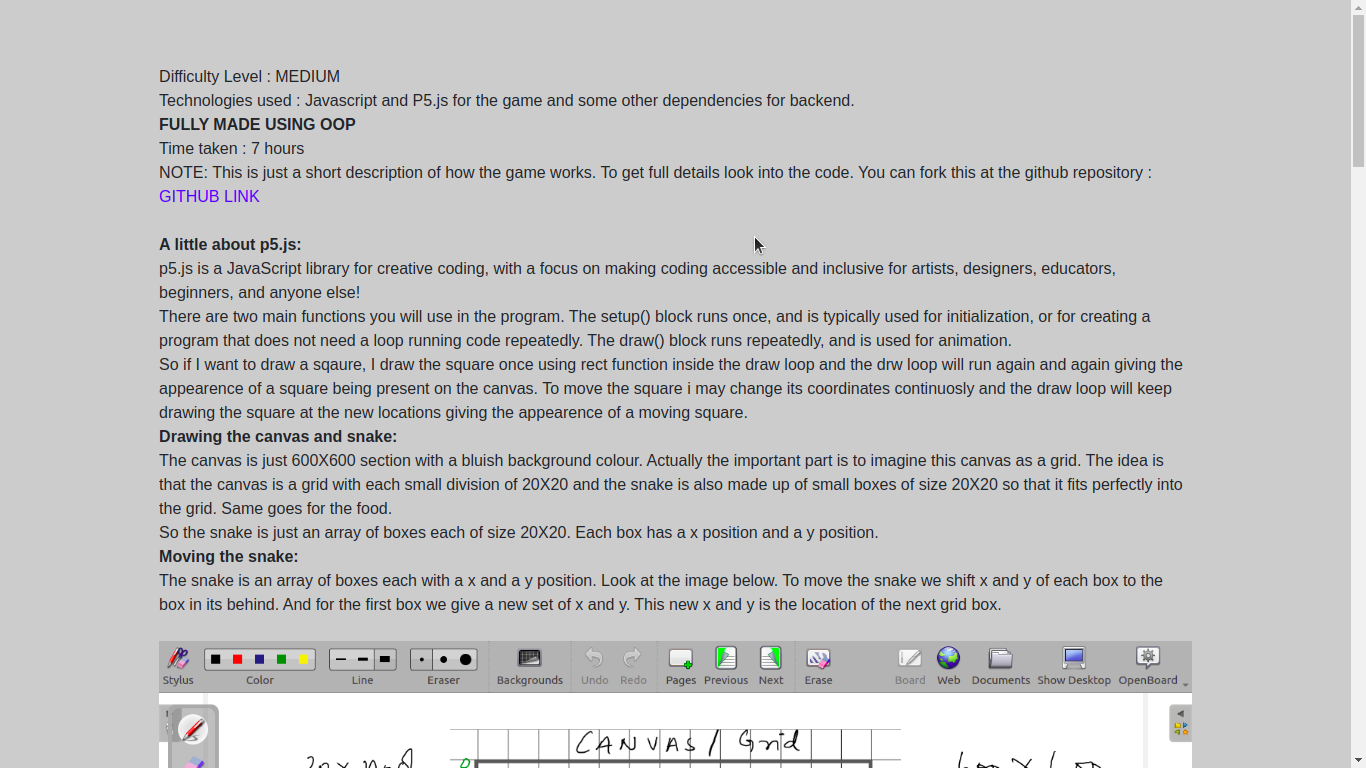 Difficulty Level : MEDIUM
Technologies used : Javascript and P5.js for the game and some other dependencies for backend.
FULLY MADE USING OOP
Time taken : 7 hours
NOTE: This is just a short description of how the game works. To get full details look into the code. You can fork this at the github repository :
GITHUB LINK
A little about p5.js:
p5.js is a JavaScript library for creative coding, with a focus on making coding accessible and inclusive for artists, designers, educators,
beginners, and anyone else!
There are two main functions you will use in the program. The setup() block runs once, and is typically used for initialization, or for creating a
program that does not need a loop running code repeatedly. The draw() block runs repeatedly, and is used for animation.
So if I want to draw a sqaure, I draw the square once using rect function inside the draw loop and the drw loop will run again and again giving the
appearence of a square being present on the canvas. To move the square i may change its coordinates continuosly and the draw loop will keep
drawing the square at the new locations giving the appearence of a moving square.
Drawing the canvas and snake:
The canvas is just 600X600 section with a bluish background colour. Actually the important part is to imagine this canvas as a grid. The idea is
that the canvas is a grid with each small division of 20X20 and the snake is also made up of small boxes of size 20X20 so that it fits perfectly into
the grid. Same goes for the food.
So the snake is just an array of boxes each of size 20X20. Each box has a x position and a y position.
Moving the snake:
The snake is an array of boxes each with a x and a y position. Look at the image below. To move the snake we shift x and y of each box to the
box in its behind. And for the first box we give a new set of x and y. This new x and y is the location of the next grid box.
Stylus Color Line Eraser Backgrounds Undo Redo Pages Previous Next Erase Board Web Documents Show Desktop OpenBoard
CANVAS / Grid